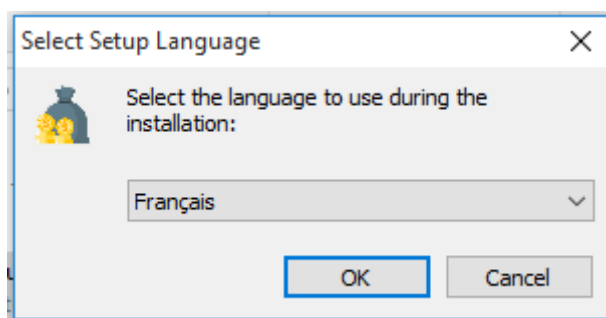 Select Setup Language
Select the language to use during the
installation:
Français
OK
Cancel